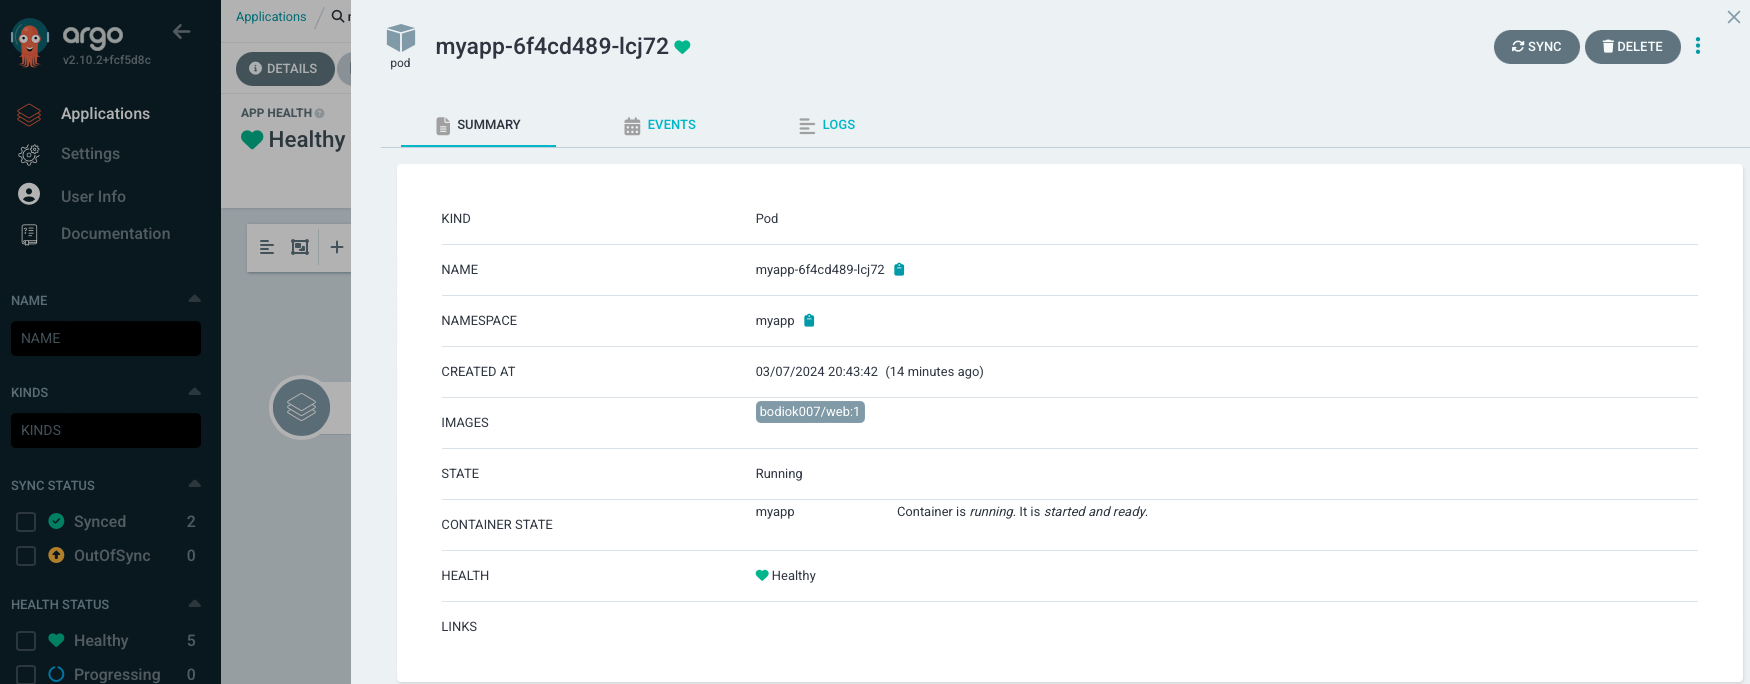 argo
v2.10.2+fcf5d8c
Applications
Settings
User Info
Documentation
NAME
NAME
KINDS
KINDS
SYNC STATUS
Synced 2
OutOfSync 0
HEALTH STATUS
Healthy 5
Progressing 0
Applications /
DETAILS
APP HEALTH
Healthy
pod
myapp-6f4cd489-lcj72
SYNC
DELETE
SUMMARY
EVENTS
LOGS
KIND Pod
NAME myapp-6f4cd489-lcj72
NAMESPACE myapp
CREATED AT 03/07/2024 20:43:42 (14 minutes ago)
IMAGES bodiok007/web:1
STATE Running
CONTAINER STATE myapp Container is running. It is started and ready.
HEALTH Healthy
LINKS